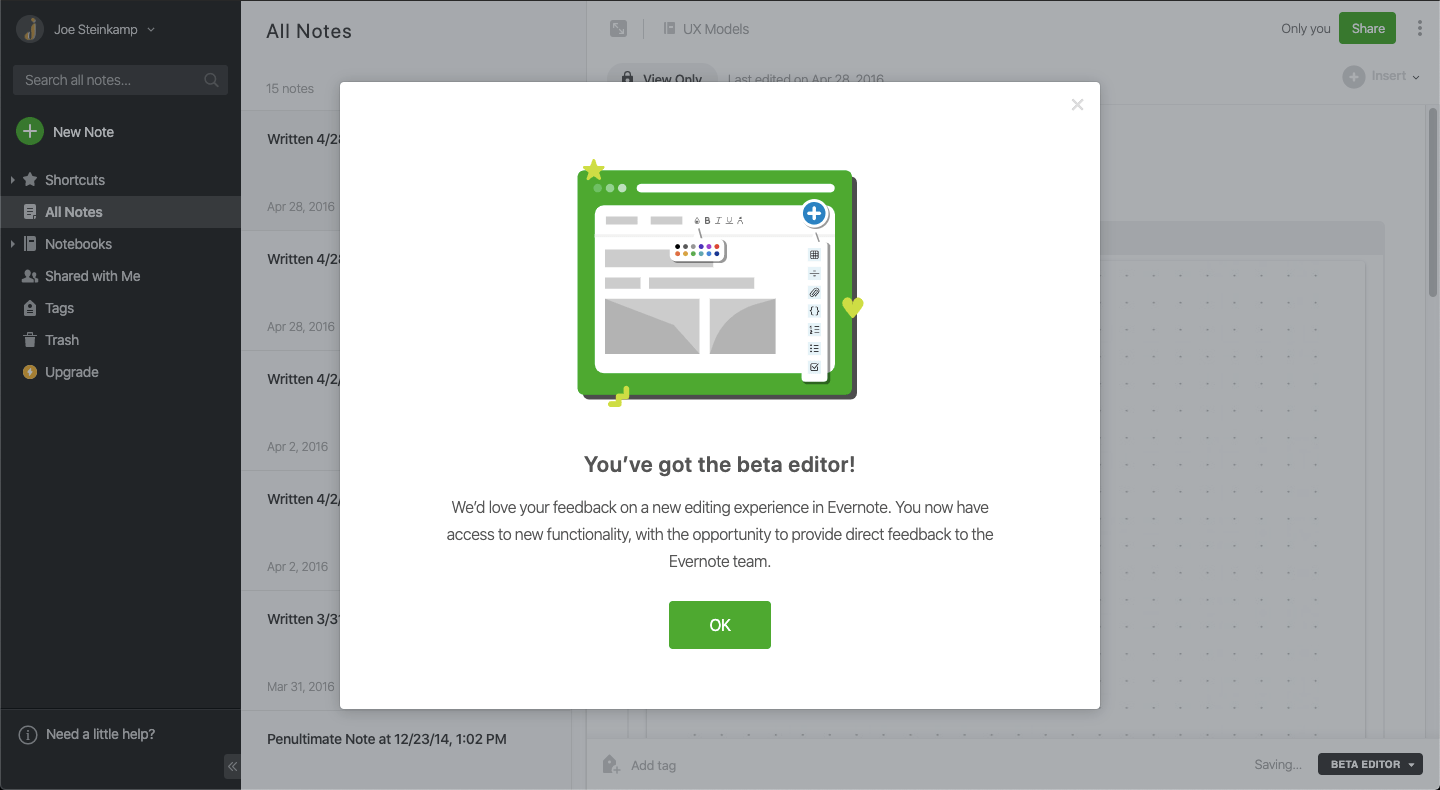 Joe Steinkamp
Search all notes...
New Note
Shortcuts
All Notes
Notebooks
Shared with Me
Tags
Trash
Upgrade
Need a little help?
All Notes
15 notes
Written 4/28
Apr 28, 2016
Written 4/28
Apr 28, 2016
Written 4/2/
Apr 2, 2016
Written 4/2/
Apr 2, 2016
Written 3/31
Mar 31, 2016
Penultimate Note at 12/23/14, 1:02 PM
UX Models
Only you
Share
View Only
Last edited on Apr 28, 2016
Insert
B I U A
You’ve got the beta editor!
We’d love your feedback on a new editing experience in Evernote. You now have
access to new functionality, with the opportunity to provide direct feedback to the
Evernote team.
OK
Add tag
Saving...
BETA EDITOR